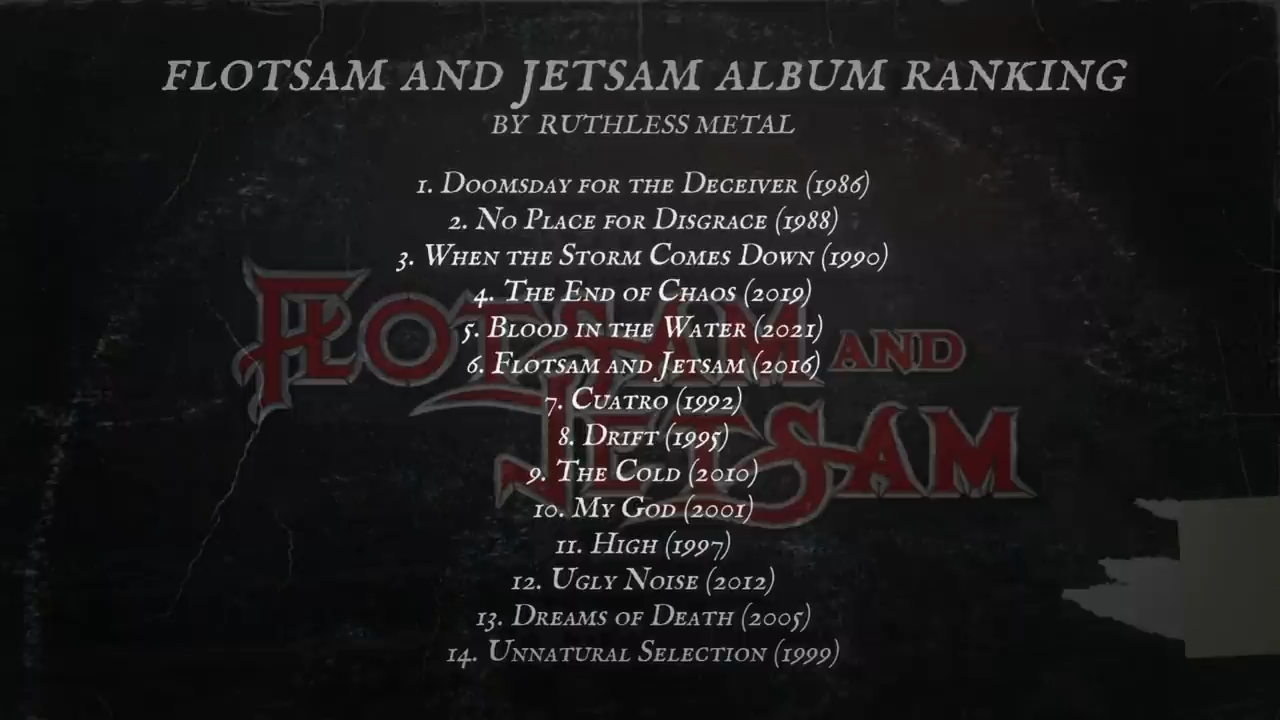 FLOTSAM AND JETSAM ALBUM RANKING
BY RUTHLESS METAL
1. DOOMSDAY FOR THE DECEIVER (1986)
2. NO PLACE FOR DISGRACE (1988)
3. WHEN THE STORM COMES DOWN (1990)
4. THE END OF CHAOS (2019)
5. BLOOD IN THE WATER (2021)
6. FLOTSAM AND JETSAM (2016)
7. CUATRO (1992)
8. DRIFT (1995)
9. THE COLD (2010)
10. MY GOD (2001)
11. HIGH (1997)
12. UGLY NOISE (2012)
13. DREAMS OF DEATH (2005)
14. UNNATURAL SELECTION (1999)
FLOTSAM AND
JETSAM